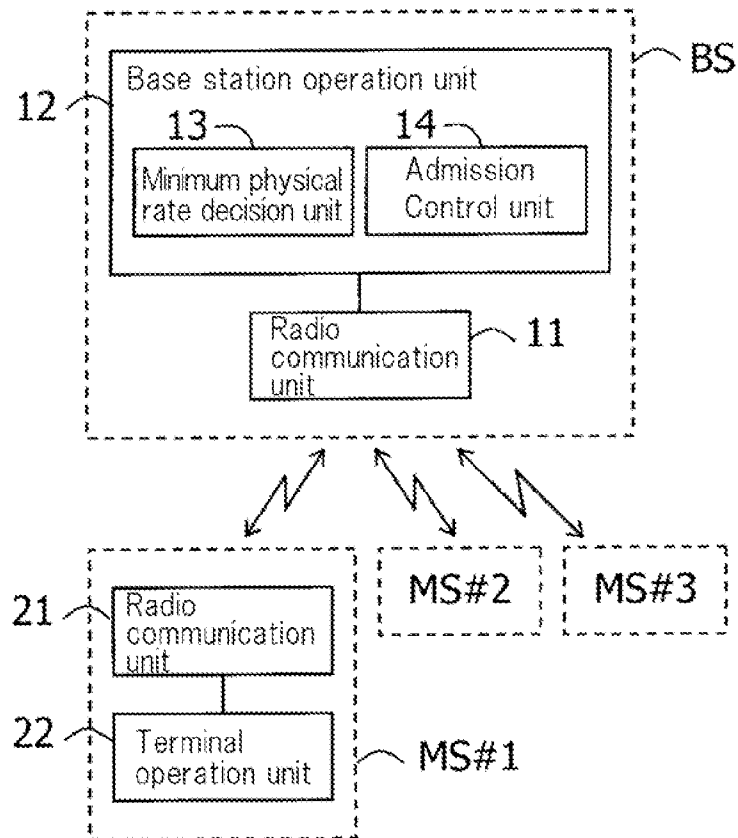 BS
Base station operation unit
12
13
14
Minimum physical
rate decision unit
Admission
Control unit
Radio
communication
unit
11
MS#2
MS#3
21
Radio
communication
unit
22
Terminal
operation unit
MS#1